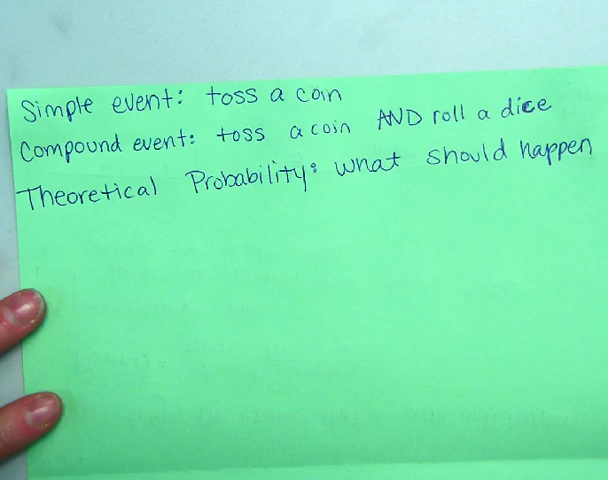 Simple event: toss a coin
Compound event: toss a coin AND roll a dice
Theoretical Probability: what should happen